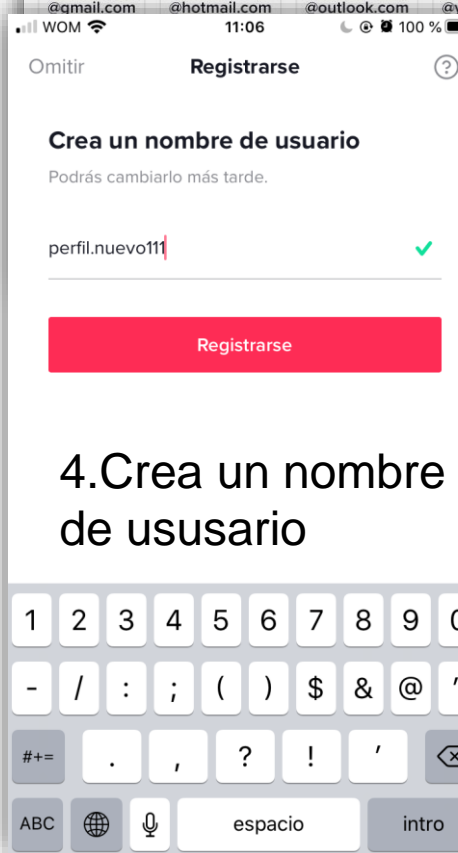 @gmail.com @hotmail.com @outlook.com
WOM 11:06 100 %
Omitir Registrarse ?
Crea un nombre de usuario
Podrás cambiarlo más tarde.
perfil.nuevo111
Registrarse
4.Crea un nombre
de ususario
1 2 3 4 5 6 7 8 9 0
- / : ; ( ) $ & @
#+= . , ? ! '
ABC espacio intro